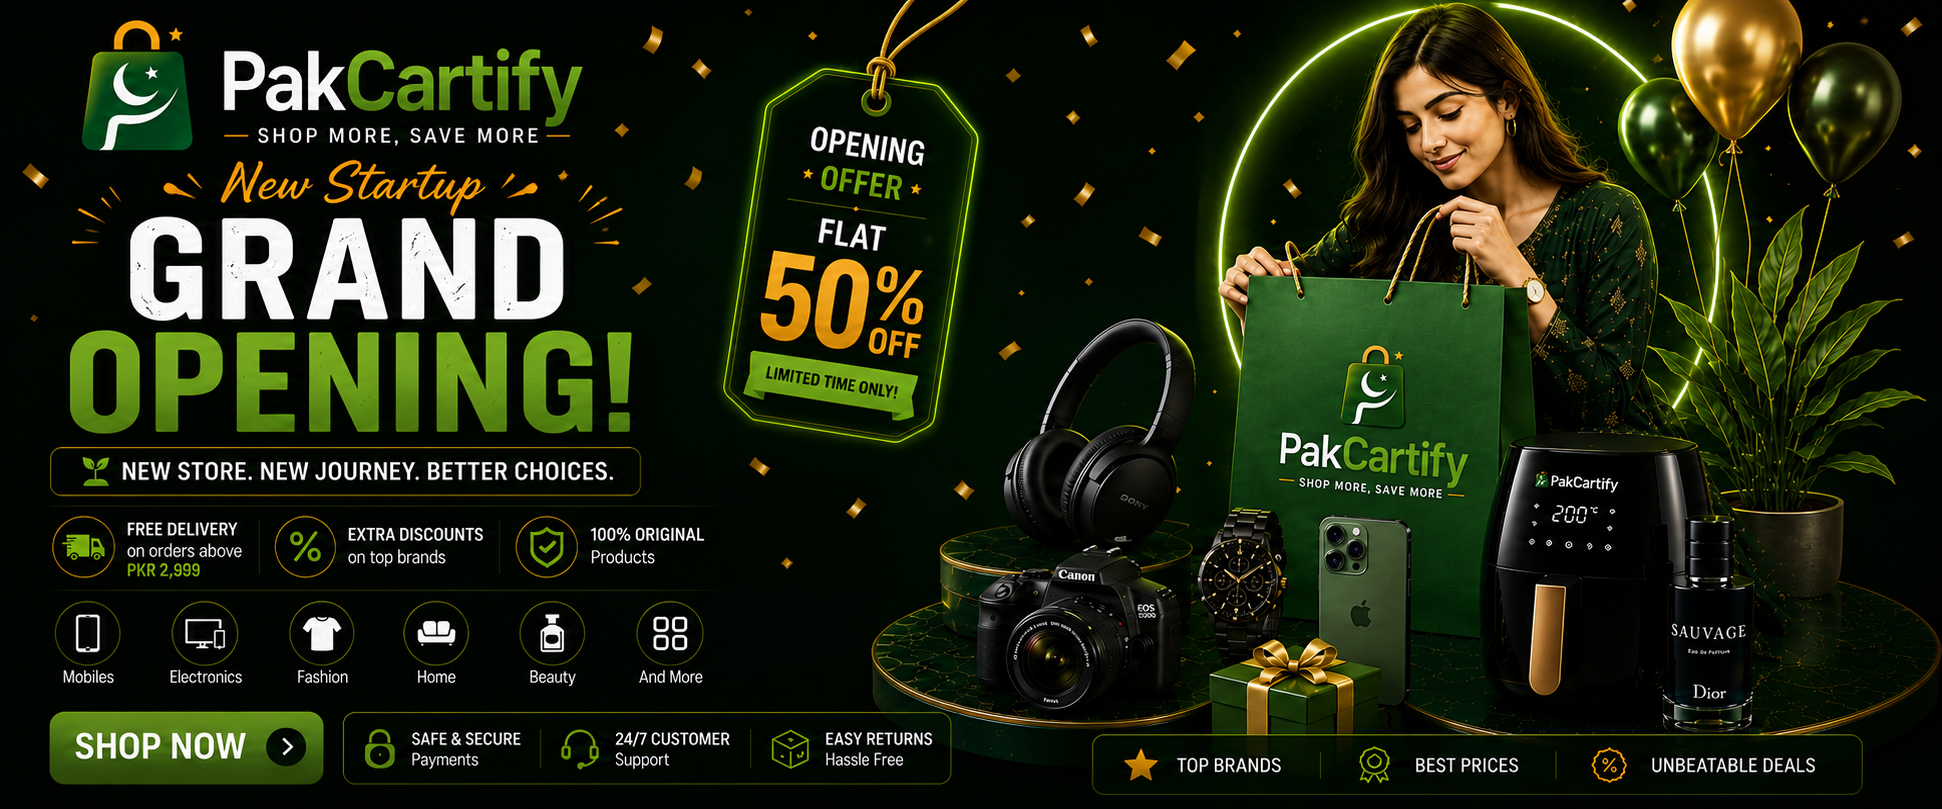 PakCartify
SHOP MORE, SAVE MORE
New Startup
GRAND
OPENING!
NEW STORE. NEW JOURNEY. BETTER CHOICES.
FREE DELIVERY
on orders above
PKR 2,999
EXTRA DISCOUNTS
on top brands
100% ORIGINAL
Products
Mobiles
Electronics
Fashion
Home
Beauty
And More
SHOP NOW
SAFE & SECURE
Payments
24/7 CUSTOMER
Support
EASY RETURNS
Hassle Free
OPENING
OFFER
FLAT
50%
OFF
LIMITED TIME ONLY!
PakCartify
SHOP MORE, SAVE MORE
DONY
Canon
EOS
PakCartify
200°C
SAUVAGE
Dior
TOP BRANDS
BEST PRICES
UNBEATABLE DEALS